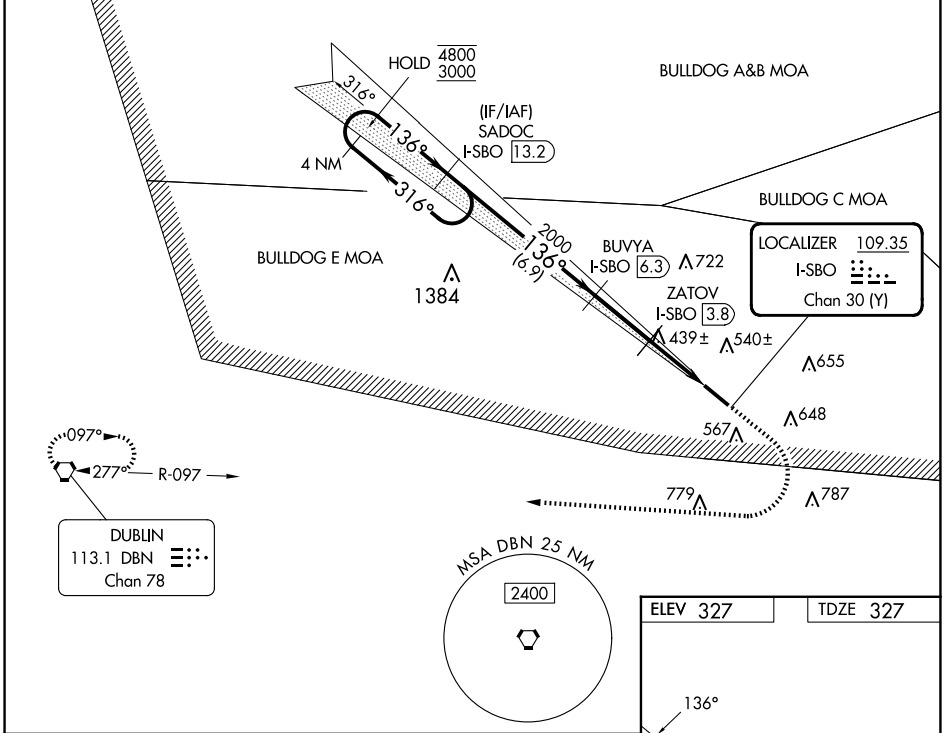 HOLD 4800
3000
BULLDOG A&B MOA
316°
(IF/IAF)
SADOC
I-SBO 13.2
136°
4 NM
316°
BULLDOG C MOA
2000
136°
(6.9)
BUVYA
I-SBO 6.3
722
LOCALIZER 109.35
I-SBO
Chan 30 (Y)
BULLDOG E MOA
1384
ZATOV
I-SBO 3.8
439±
540±
655
648
567
097°
277°
R-097
779
787
DUBLIN
113.1 DBN
Chan 78
MSA DBN 25 NM
2400
ELEV 327
TDZE 327
136°